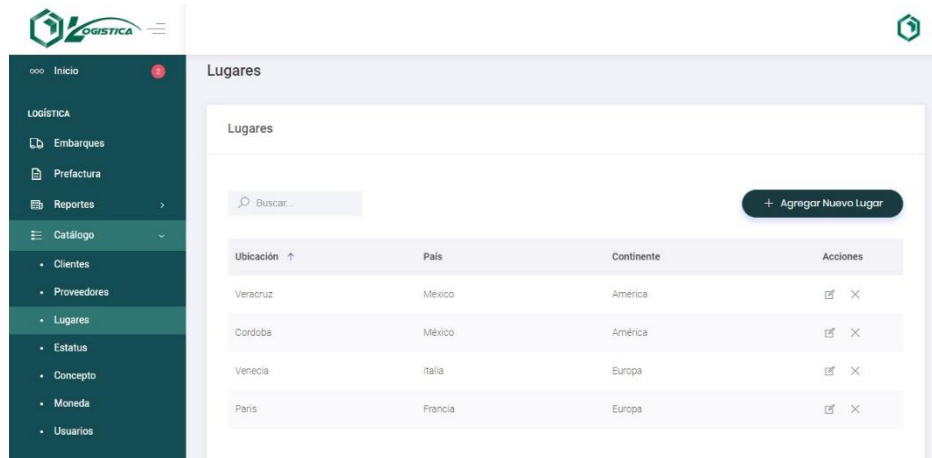 LOGISTICA
Inicio 2
LOGÍSTICA
Embarques
Prefactura
Reportes
Catálogo
Clientes
Proveedores
Lugares
Estatus
Concepto
Moneda
Usuarios
Lugares
Lugares
Buscar...
+ Agregar Nuevo Lugar
Ubicación ↑ País Continente Acciones
Veracruz México América
Cordoba México América
Venecia Italia Europa
Paris Francia Europa